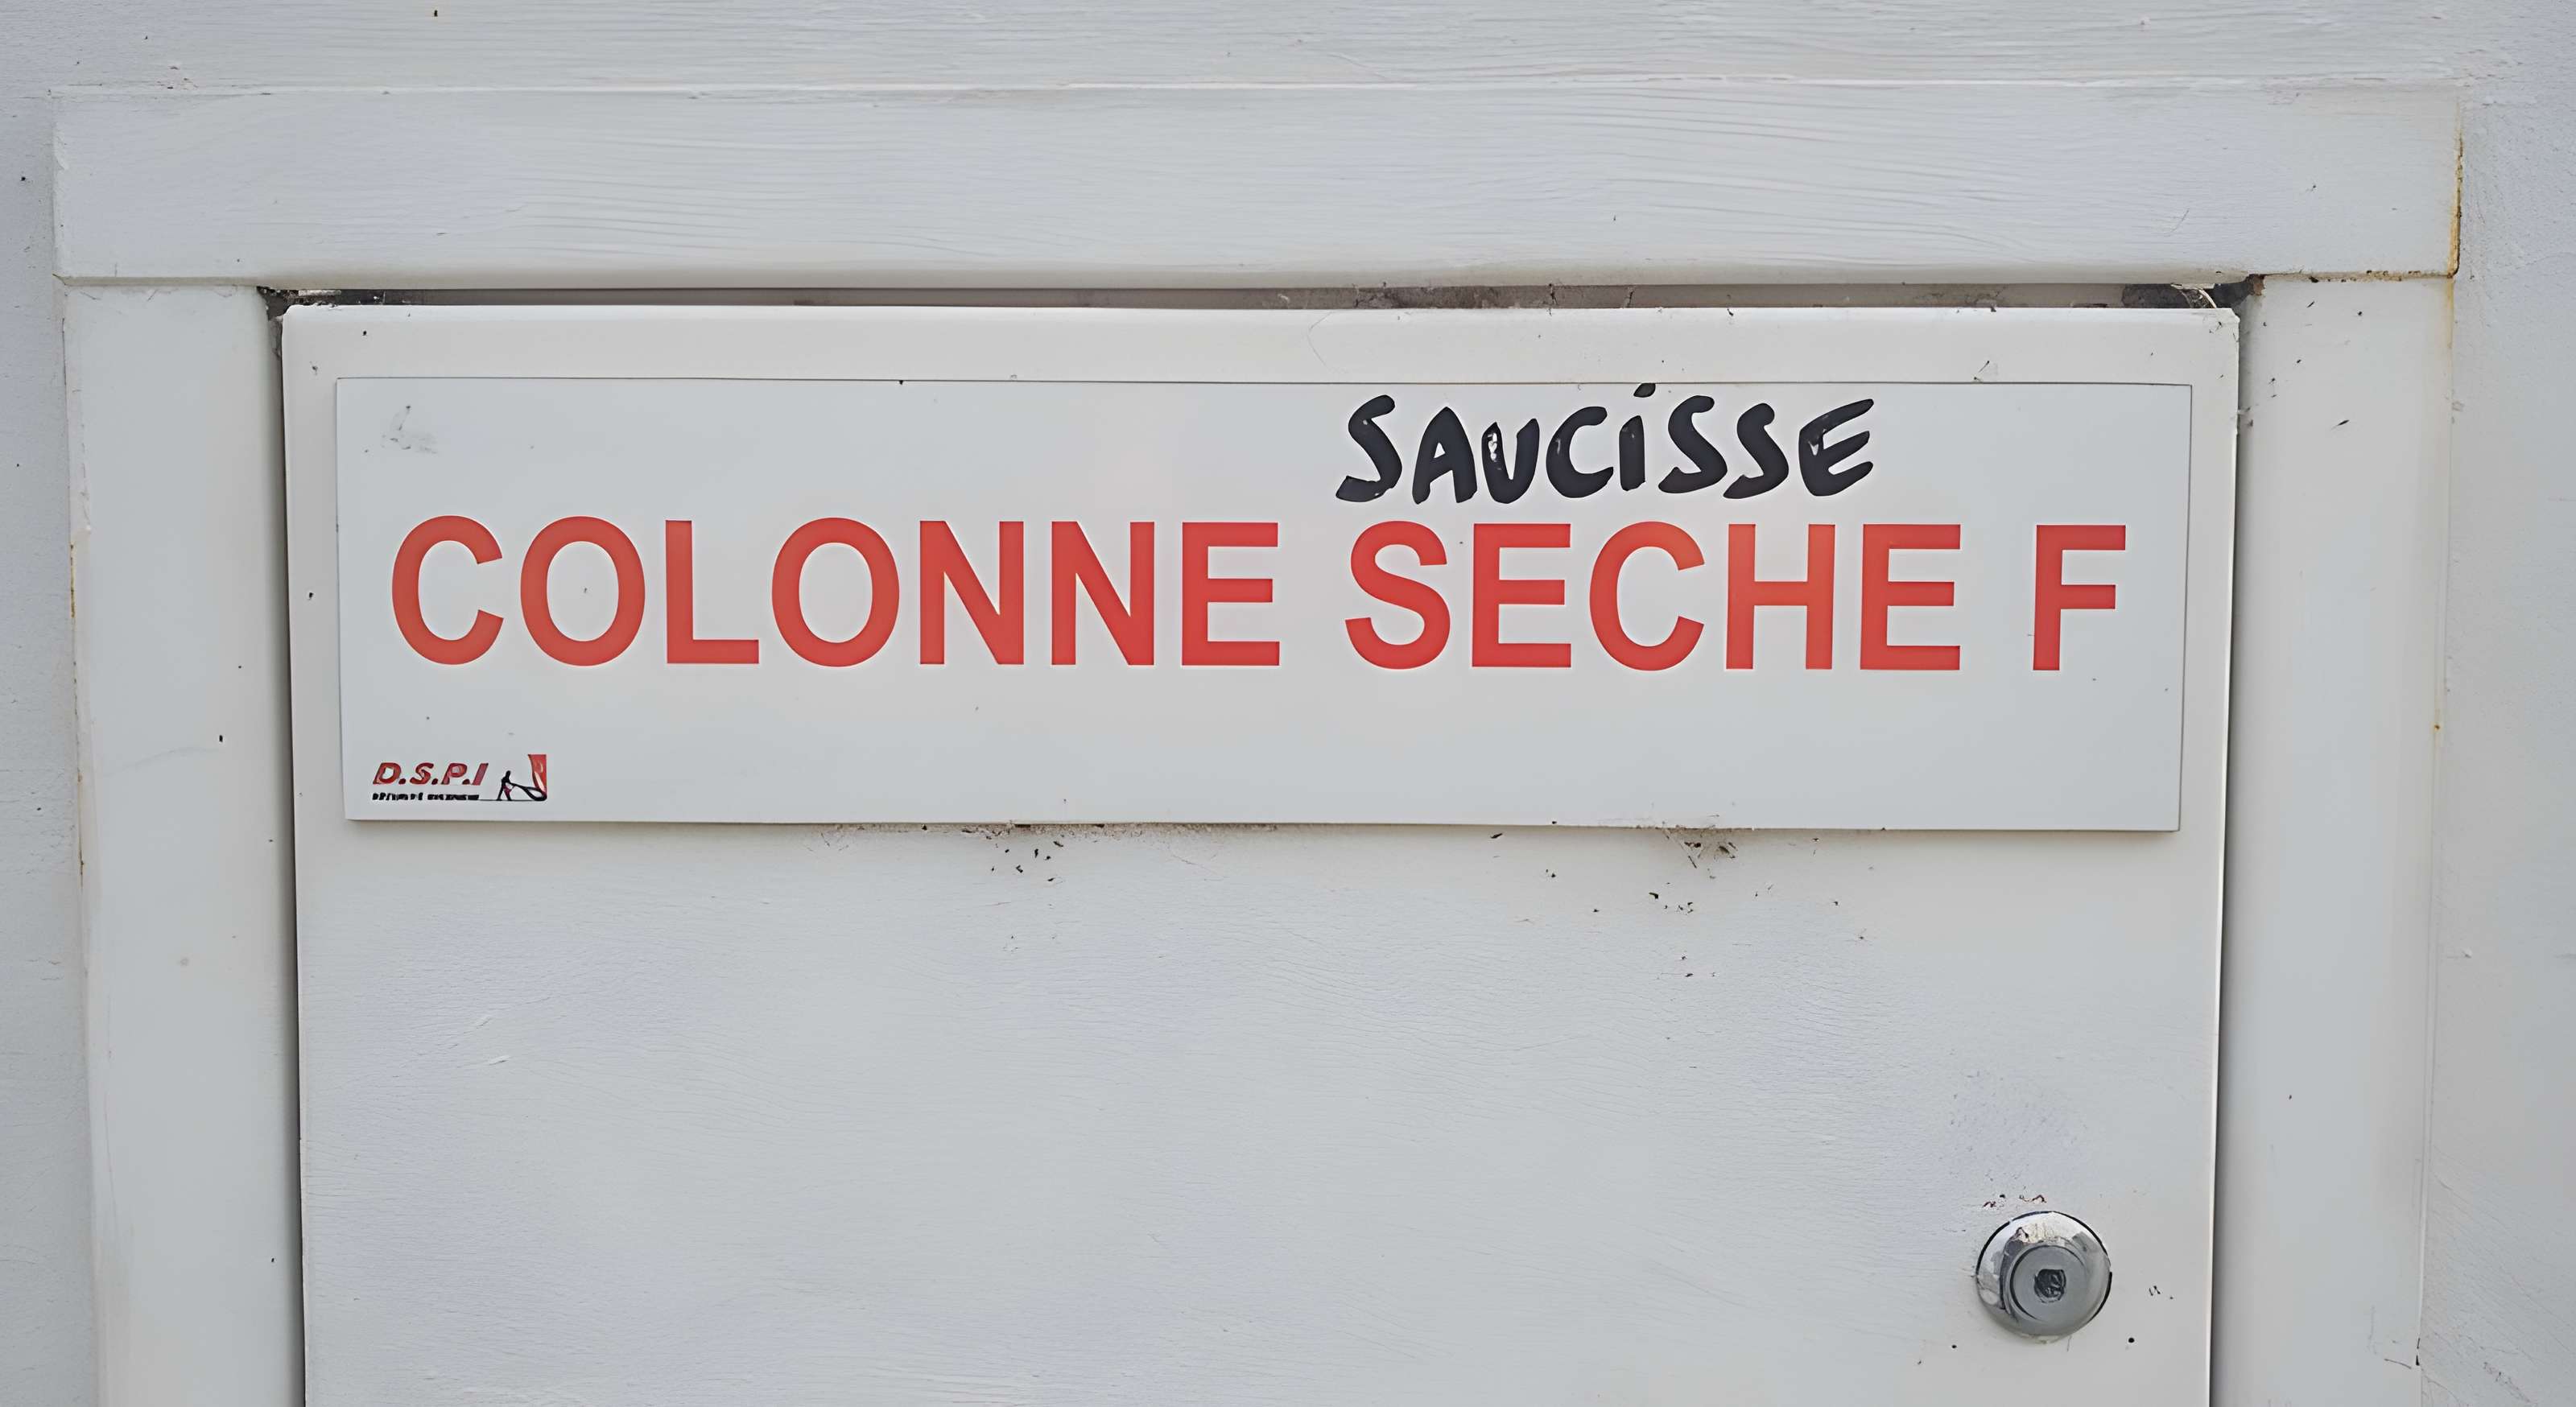 SAUCiSSE
COLONNE SECHE F
D.S.P.I